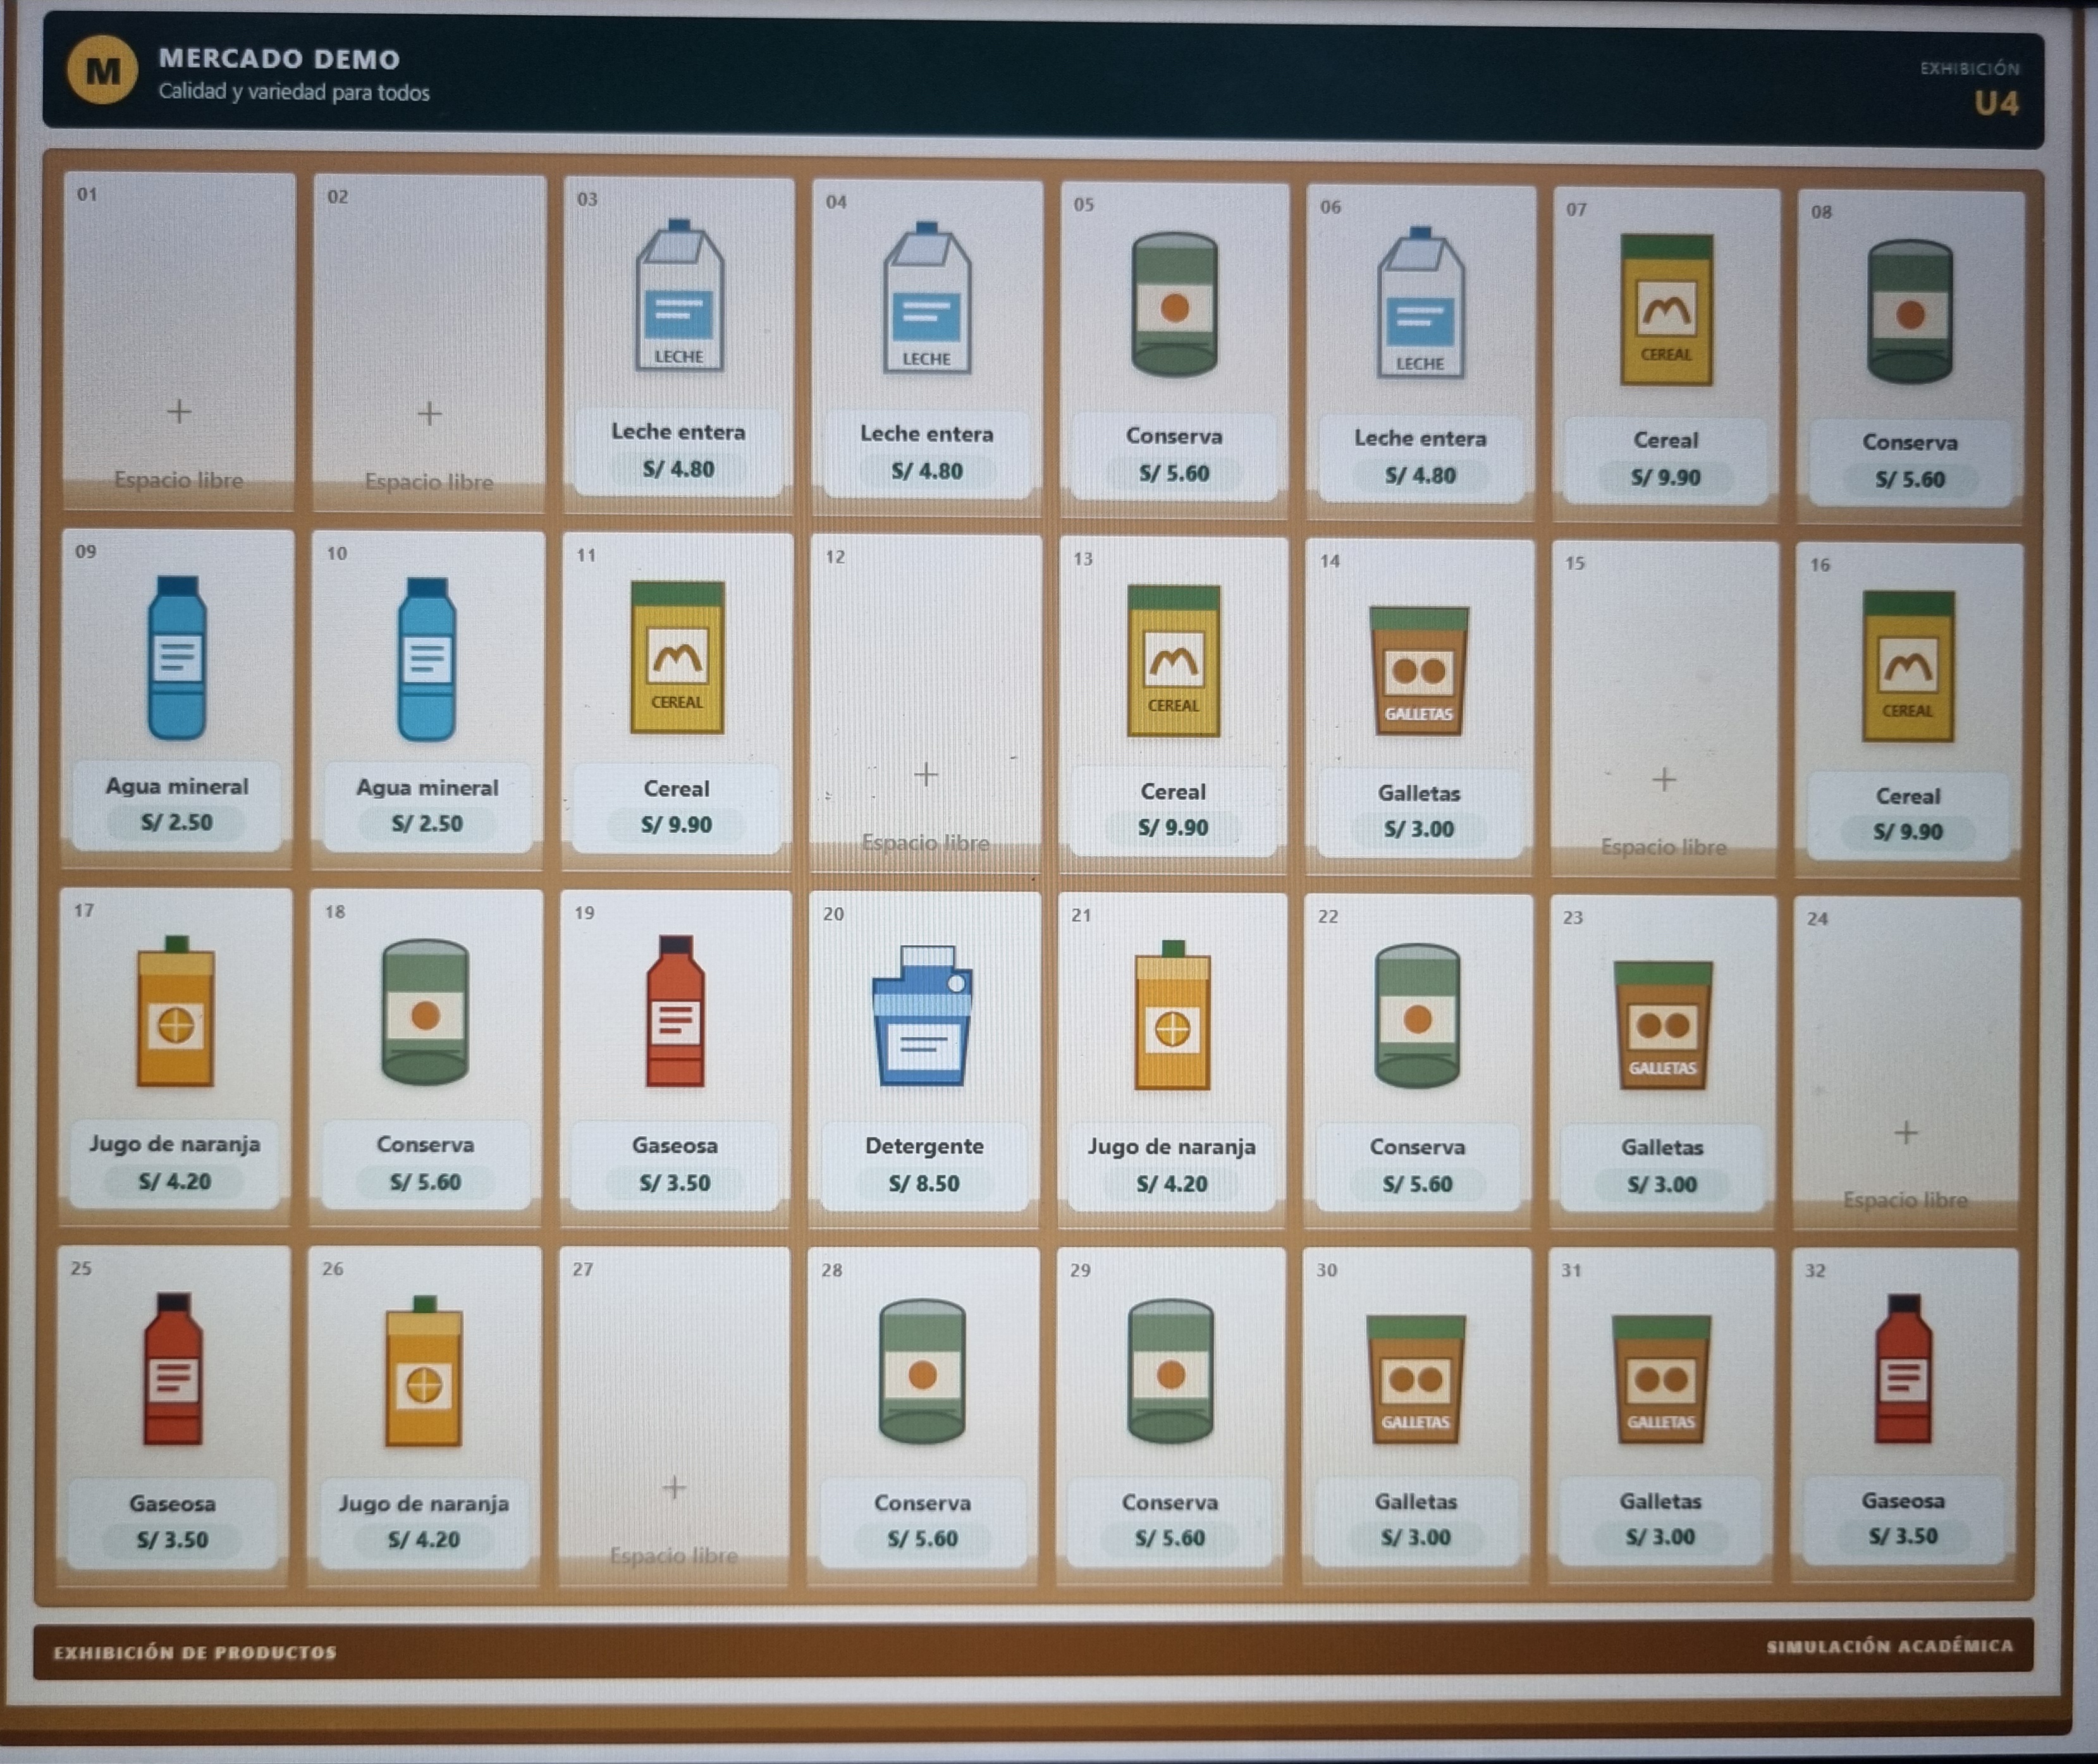 M
MERCADO DEMO
Calidad y variedad para todos
EXHIBICIÓN
U4
01
+
Espacio libre
02
+
Espacio libre
03
LECHE
Leche entera
S/ 4.80
04
LECHE
Leche entera
S/ 4.80
05
Conserva
S/ 5.60
06
LECHE
Leche entera
S/ 4.80
07
CEREAL
Cereal
S/ 9.90
08
Conserva
S/ 5.60
09
Agua mineral
S/ 2.50
10
Agua mineral
S/ 2.50
11
CEREAL
Cereal
S/ 9.90
12
+
Espacio libre
13
CEREAL
Cereal
S/ 9.90
14
GALLETAS
Galletas
S/ 3.00
15
+
Espacio libre
16
CEREAL
Cereal
S/ 9.90
17
Jugo de naranja
S/ 4.20
18
Conserva
S/ 5.60
19
Gaseosa
S/ 3.50
20
Detergente
S/ 8.50
21
Jugo de naranja
S/ 4.20
22
Conserva
S/ 5.60
23
GALLETAS
Galletas
S/ 3.00
24
+
Espacio libre
25
Gaseosa
S/ 3.50
26
Jugo de naranja
S/ 4.20
27
+
Espacio libre
28
Conserva
S/ 5.60
29
Conserva
S/ 5.60
30
GALLETAS
Galletas
S/ 3.00
31
GALLETAS
Galletas
S/ 3.00
32
Gaseosa
S/ 3.50
EXHIBICIÓN DE PRODUCTOS
SIMULACIÓN ACADÉMICA